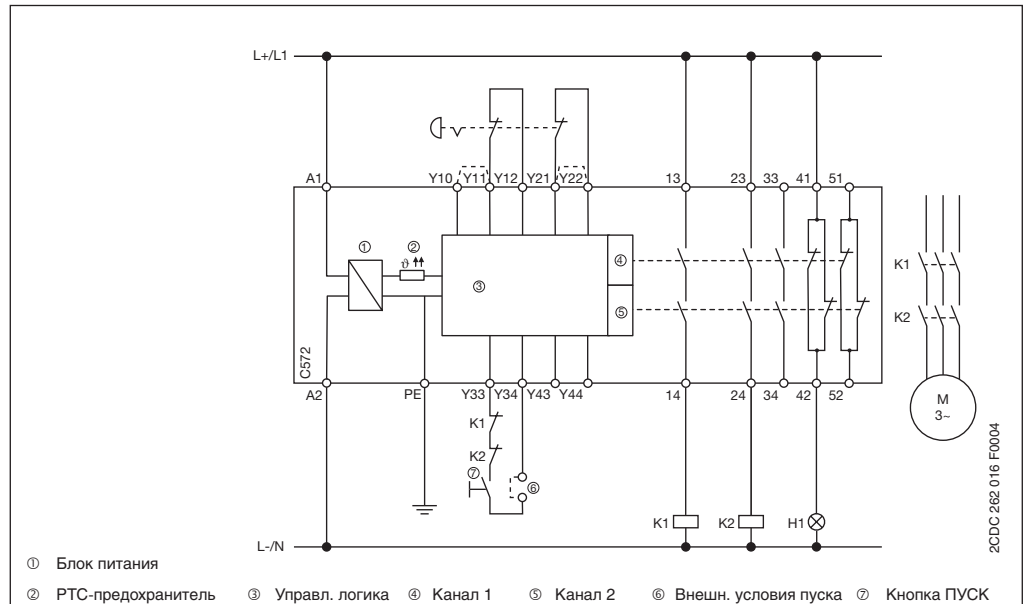 L+/L1
A1 Y10 Y11 Y12 Y21 Y22 13 23 33 41 51
① ② ϑ ③ ④ ⑤
C572
K1
K2
M
3~
A2 PE Y33 Y34 Y43 Y44 14 24 34 42 52
K1
K2
⑦ ⑥
K1 K2 H1
L-/N
2CDC 262 016 F0004
① Блок питания
② PTC-предохранитель ③ Управл. логика ④ Канал 1 ⑤ Канал 2 ⑥ Внешн. условия пуска ⑦ Кнопка ПУСК